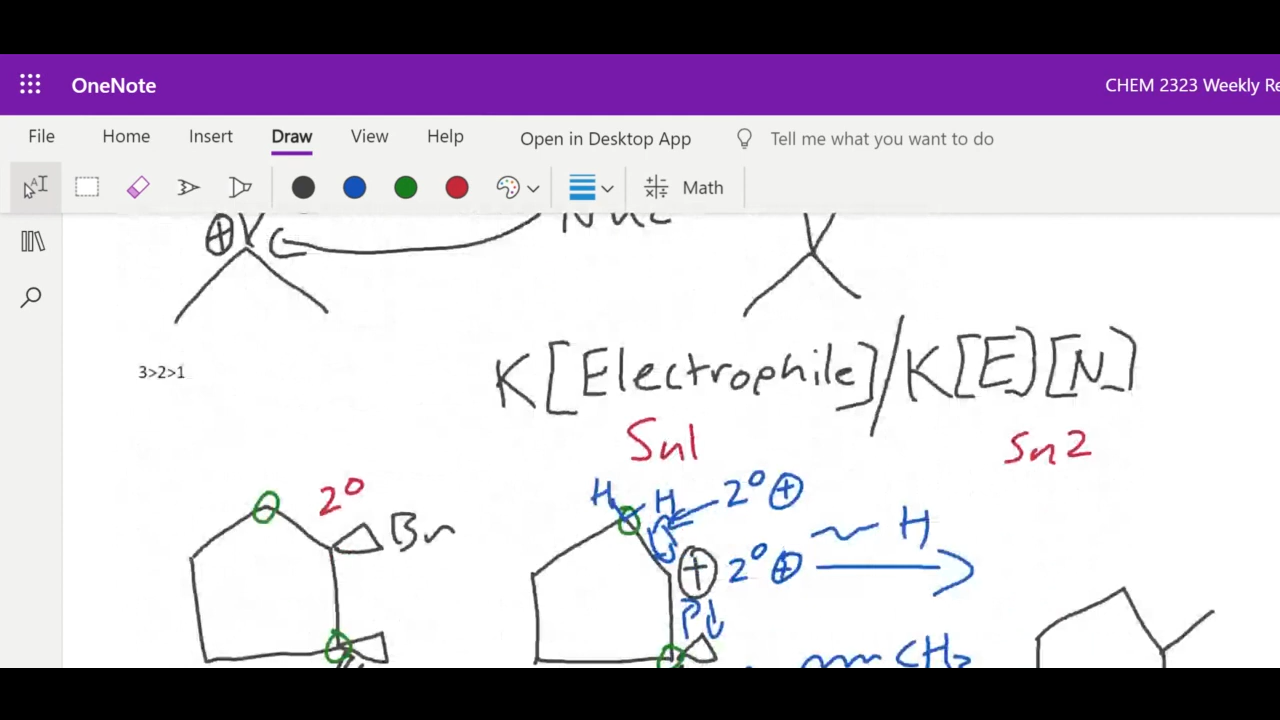 OneNote
CHEM 2323 Weekly Re
File Home Insert Draw View Help Open in Desktop App Tell me what you want to do
Math
⊕
3>2>1
K[Electrophile]/K[E][N]
Sn1 Sn2
2° Br
H H 2°⊕
⊕ 2°⊕ H
CH3